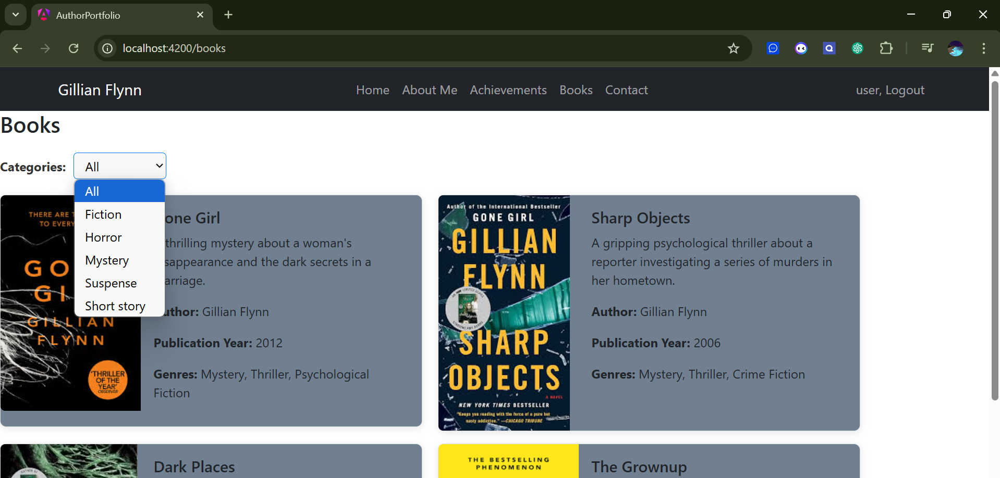 AuthorPortfolio
localhost:4200/books
Gillian Flynn
Home
About Me
Achievements
Books
Contact
user, Logout
Books
Categories:
All
All
Fiction
Horror
Mystery
Suspense
Short story
THERE ARE
TO EVERY
GO
GI
GILLIAN
FLYNN
'THRILLER
OF THE
YEAR'
OBSERVER
one Girl
thrilling mystery about a woman's
sappearance and the dark secrets in a
arriage.
uthor: Gillian Flynn
Publication Year: 2012
Genres: Mystery, Thriller, Psychological
Fiction
Author of the International Bestseller
GONE GIRL
GILLIAN
FLYNN
SHARP
OBJECTS
A NOVEL
NEW YORK TIMES BESTSELLER
"Keeps you reading with the force of a pure but
nasty addiction." —CHICAGO TRIBUNE
Sharp Objects
A gripping psychological thriller about a
reporter investigating a series of murders in
her hometown.
Author: Gillian Flynn
Publication Year: 2006
Genres: Mystery, Thriller, Crime Fiction
Dark Places
THE BESTSELLING
PHENOMENON
The Grownup